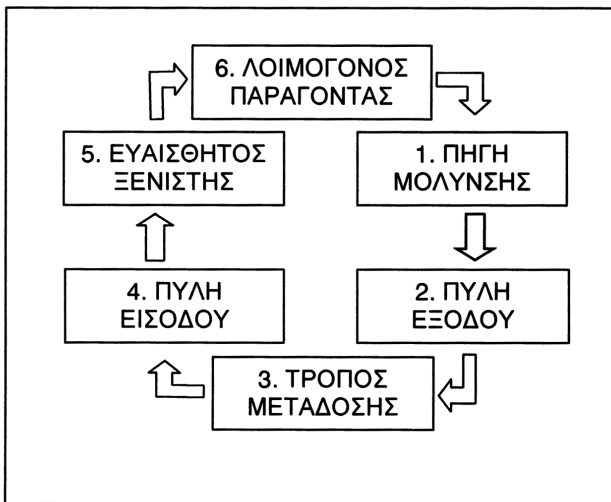 6. ΛΟΙΜΟΓΟΝΟΣ
ΠΑΡΑΓΟΝΤΑΣ
5. ΕΥΑΙΣΘΗΤΟΣ
ΞΕΝΙΣΤΗΣ
1. ΠΗΓΗ
ΜΟΛΥΝΣΗΣ
4. ΠΥΛΗ
ΕΙΣΟΔΟΥ
2. ΠΥΛΗ
ΕΞΟΔΟΥ
3. ΤΡΟΠΟΣ
ΜΕΤΑΔΟΣΗΣ